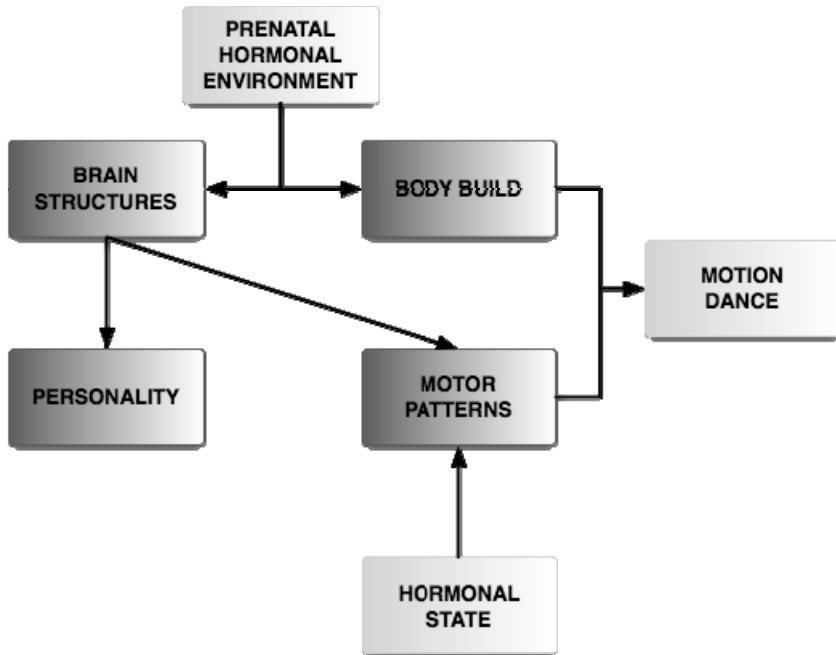 PRENATAL
HORMONAL
ENVIRONMENT
BRAIN
STRUCTURES
BODY BUILD
MOTION
DANCE
PERSONALITY
MOTOR
PATTERNS
HORMONAL
STATE